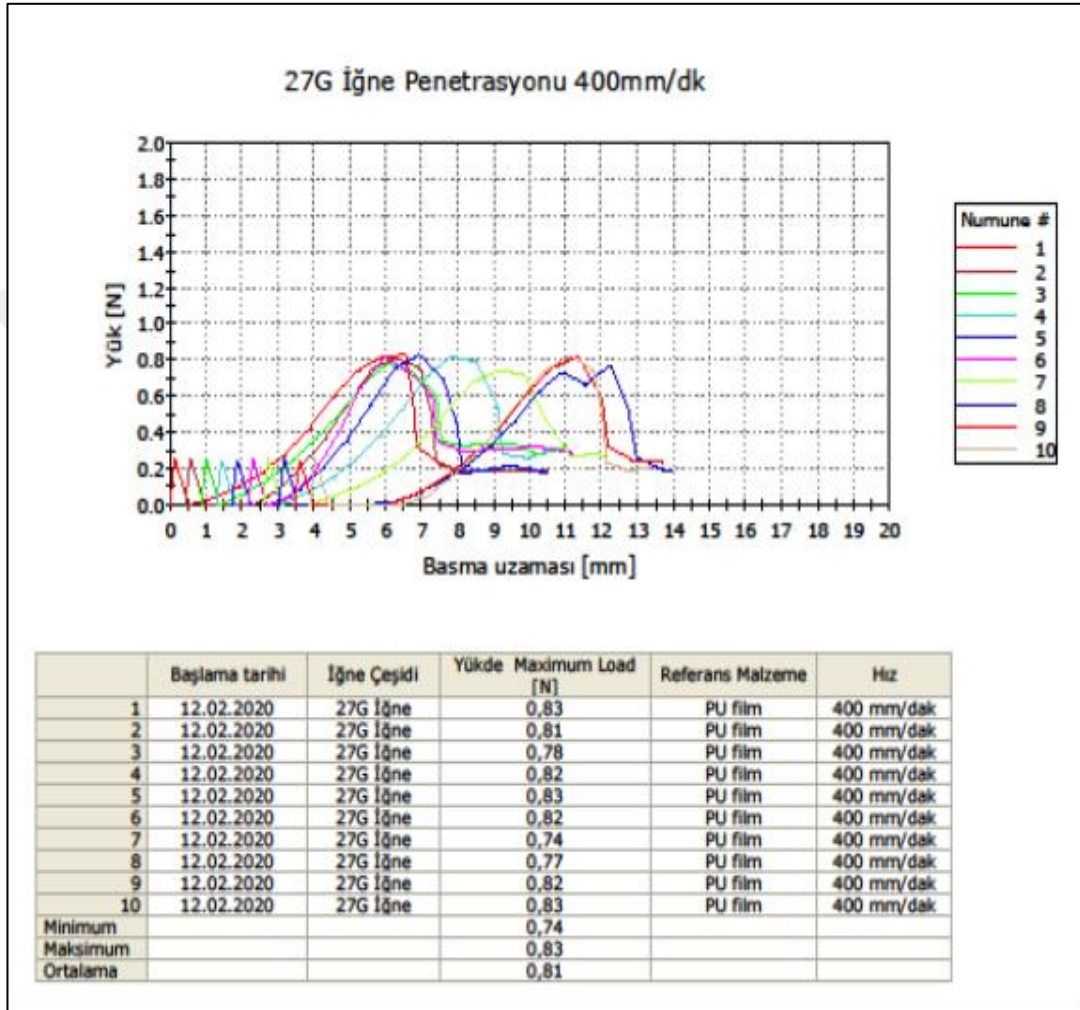 27G İğne Penetrasyonu 400mm/dk
2.0
1.8
1.6
1.4
1.2
1.0
0.8
0.6
0.4
0.2
0.0
Yük [N]
0 1 2 3 4 5 6 7 8 9 10 11 12 13 14 15 16 17 18 19 20
Basma uzaması [mm]
Numune #
1
2
3
4
5
6
7
8
9
10
Başlama tarihi İğne Çeşidi Yükde Maximum Load [N] Referans Malzeme Hız
1 12.02.2020 27G İğne 0,83 PU film 400 mm/dak
2 12.02.2020 27G İğne 0,81 PU film 400 mm/dak
3 12.02.2020 27G İğne 0,78 PU film 400 mm/dak
4 12.02.2020 27G İğne 0,82 PU film 400 mm/dak
5 12.02.2020 27G İğne 0,83 PU film 400 mm/dak
6 12.02.2020 27G İğne 0,82 PU film 400 mm/dak
7 12.02.2020 27G İğne 0,74 PU film 400 mm/dak
8 12.02.2020 27G İğne 0,77 PU film 400 mm/dak
9 12.02.2020 27G İğne 0,82 PU film 400 mm/dak
10 12.02.2020 27G İğne 0,83 PU film 400 mm/dak
Minimum 0,74
Maksimum 0,83
Ortalama 0,81